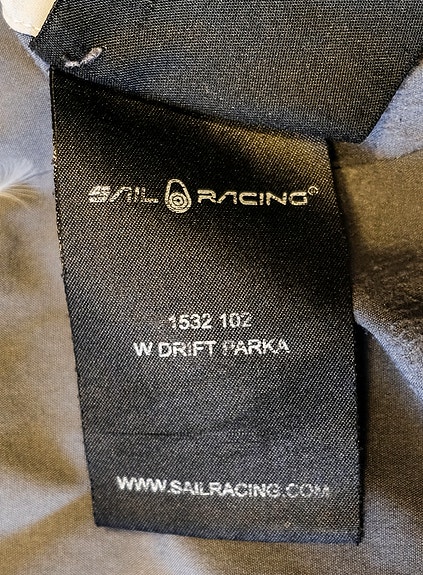 SAIL RACING®
1532 102
W DRIFT PARKA
WWW.SAILRACING.COM